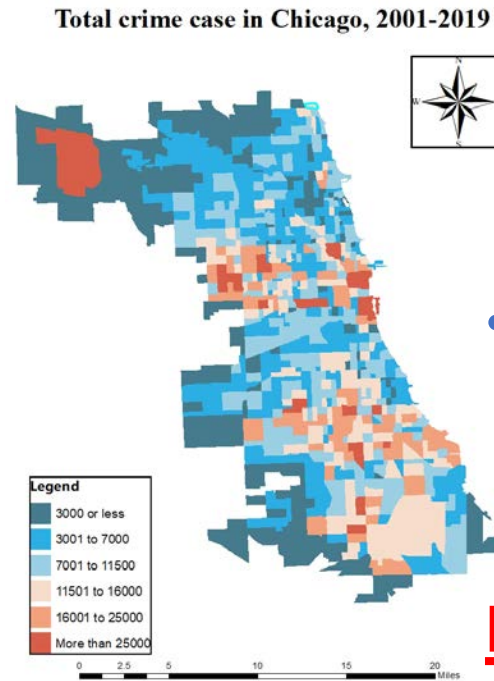 Total crime case in Chicago, 2001-2019
N
W
S
Legend
3000 or less
3001 to 7000
7001 to 11500
11501 to 16000
16001 to 25000
More than 25000
0 2.5 5 10 15 20
Miles